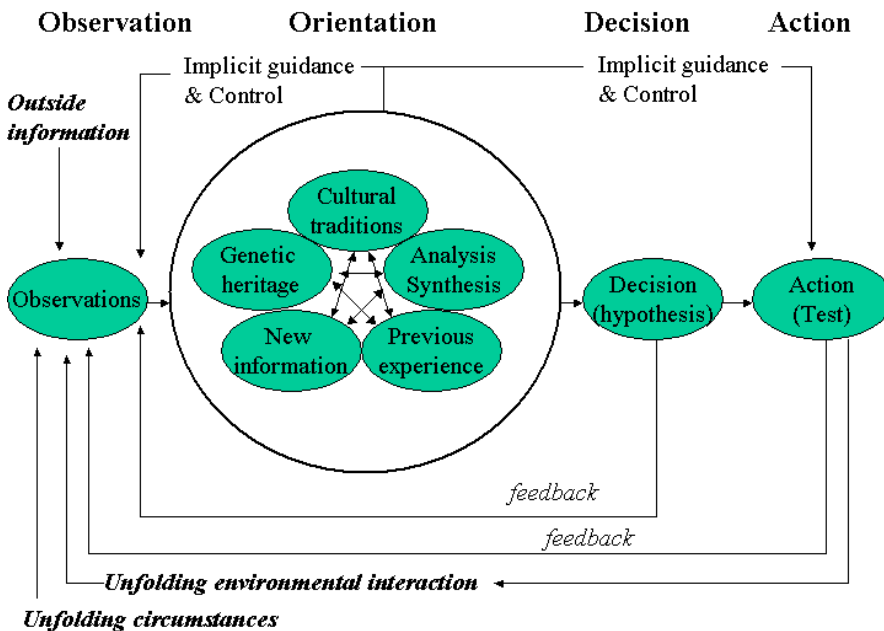 Observation
Orientation
Decision
Action
Implicit guidance
& Control
Implicit guidance
& Control
Outside
information
Cultural
traditions
Genetic
heritage
Analysis
Synthesis
Observations
Decision
(hypothesis)
Action
(Test)
New
information
Previous
experience
feedback
feedback
Unfolding environmental interaction
Unfolding circumstances